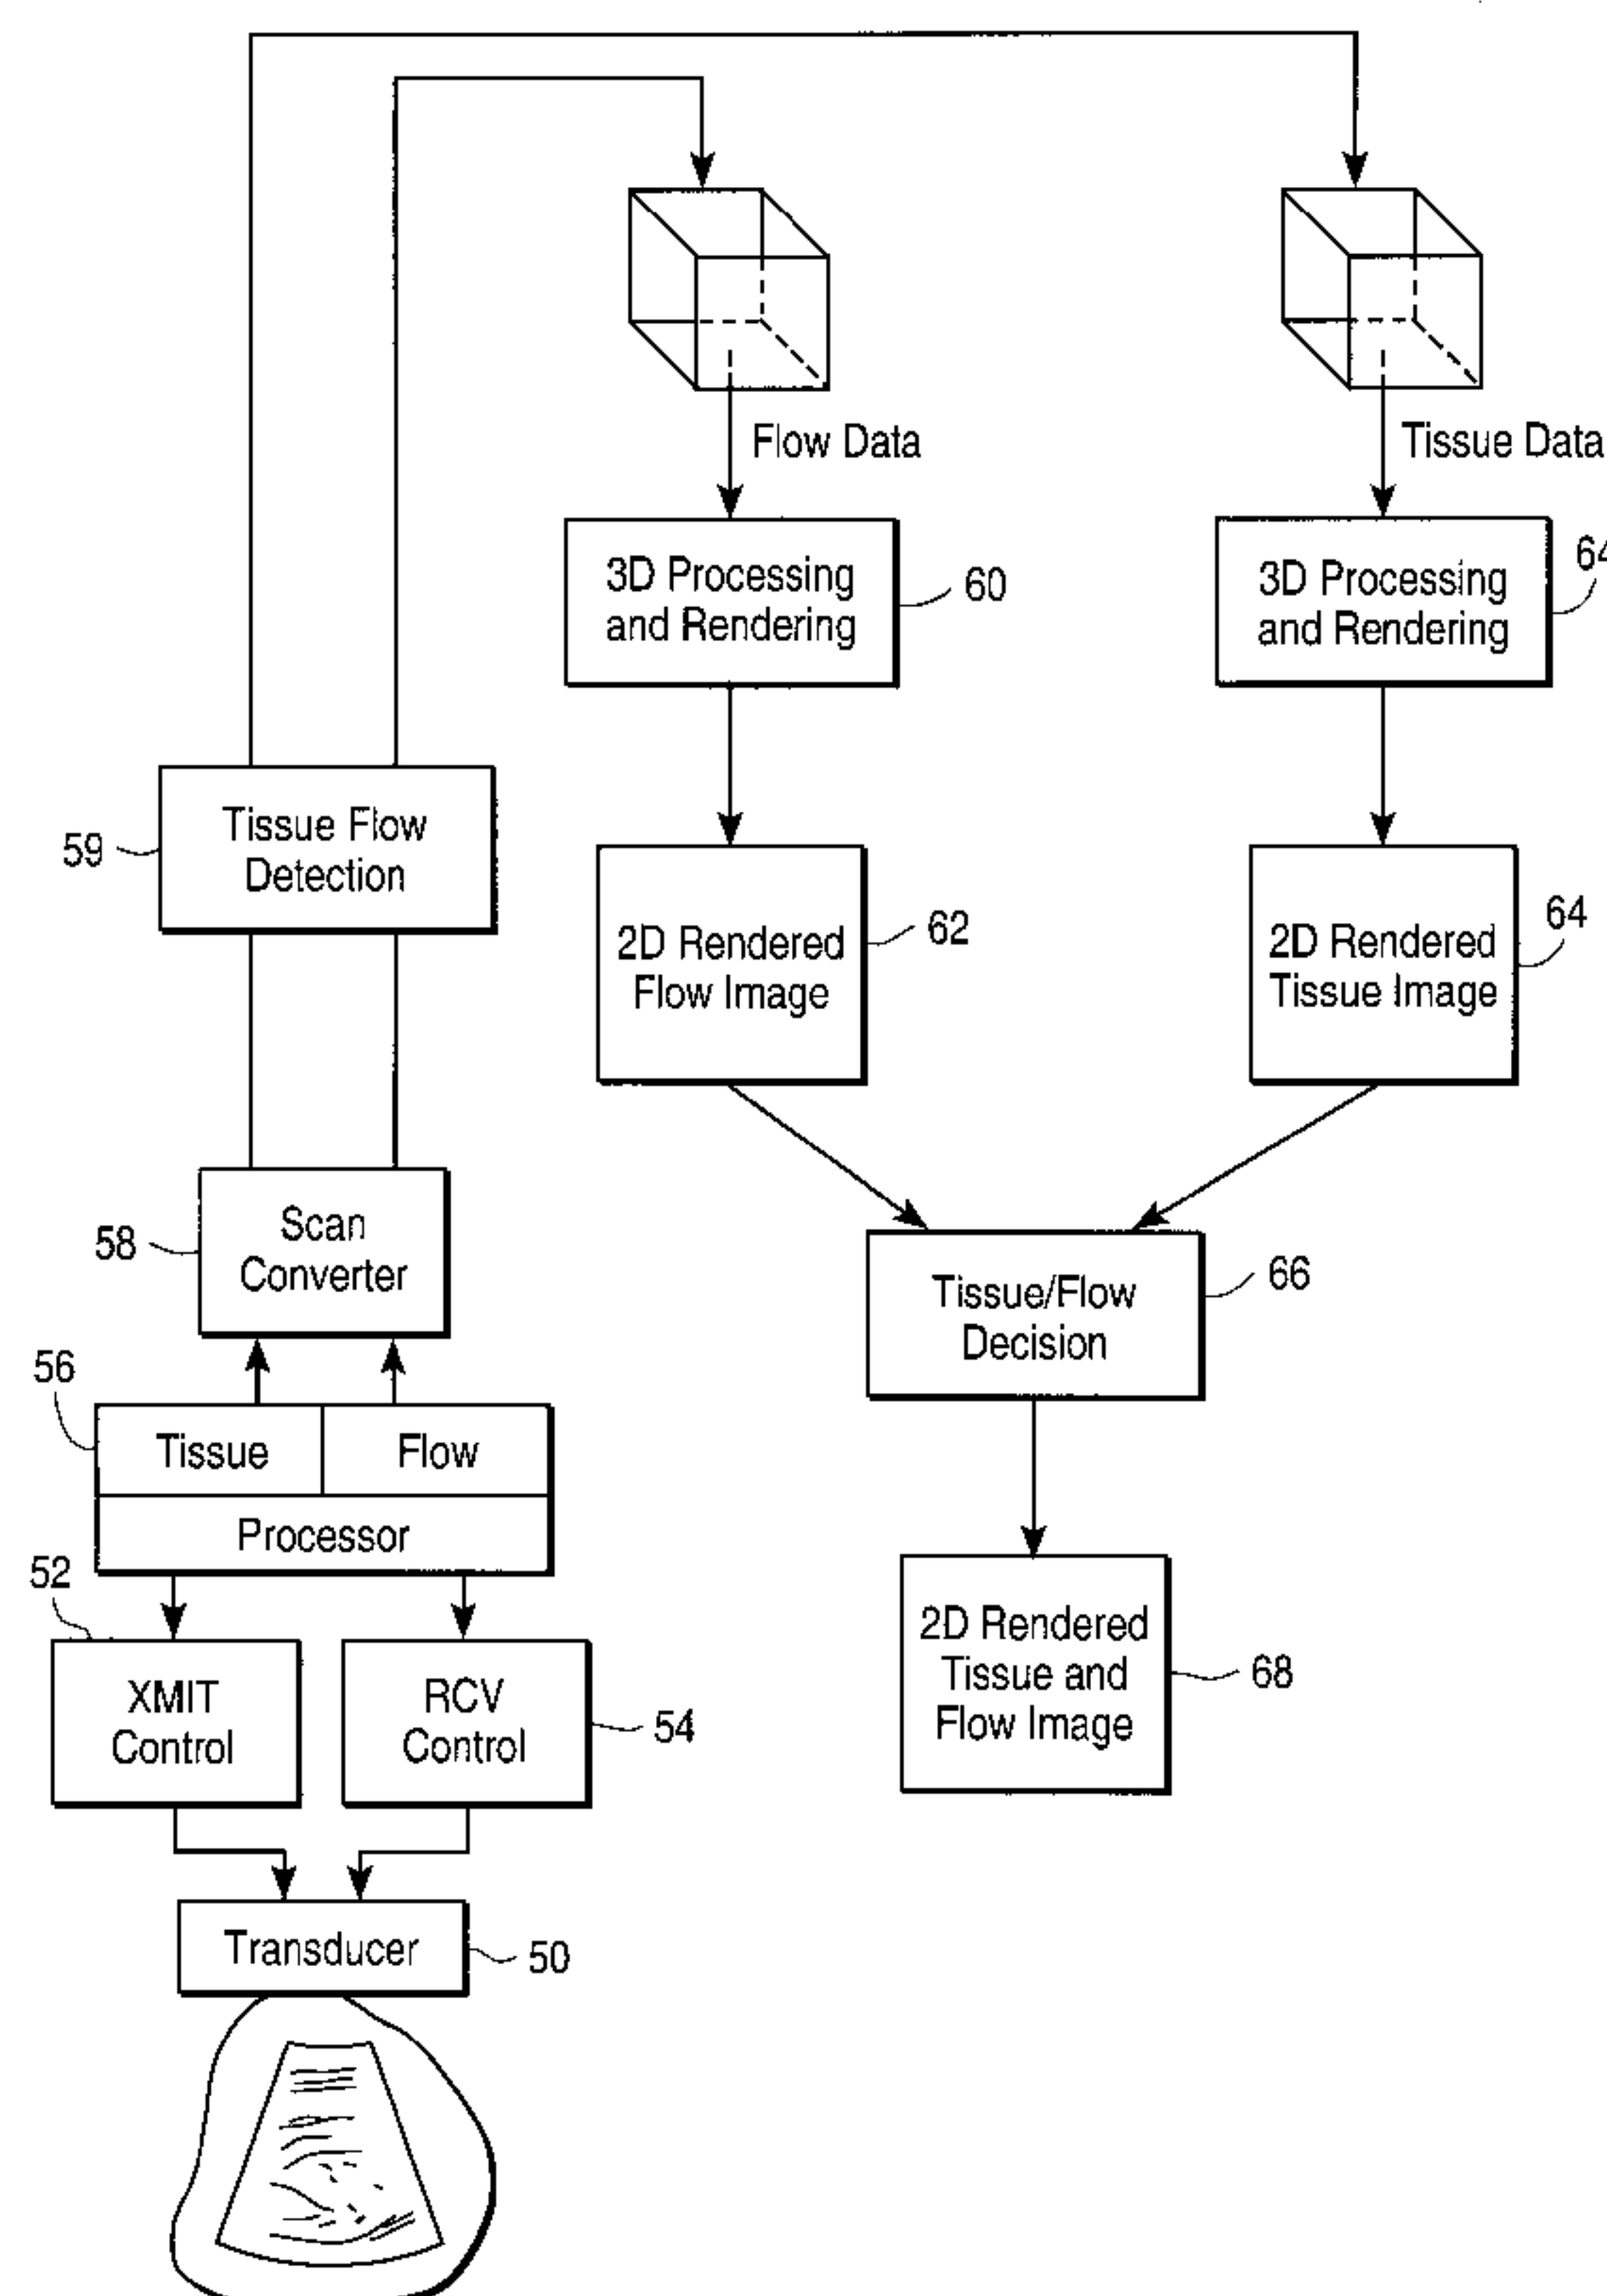 Flow Data
Tissue Data
3D Processing
and Rendering
60
3D Processing
and Rendering
64
Tissue Flow
Detection
59
2D Rendered
Flow Image
62
2D Rendered
Tissue Image
64
Scan
Converter
58
Tissue/Flow
Decision
66
56
Tissue
Flow
Processor
52
XMIT
Control
RCV
Control
54
2D Rendered
Tissue and
Flow Image
68
Transducer
50